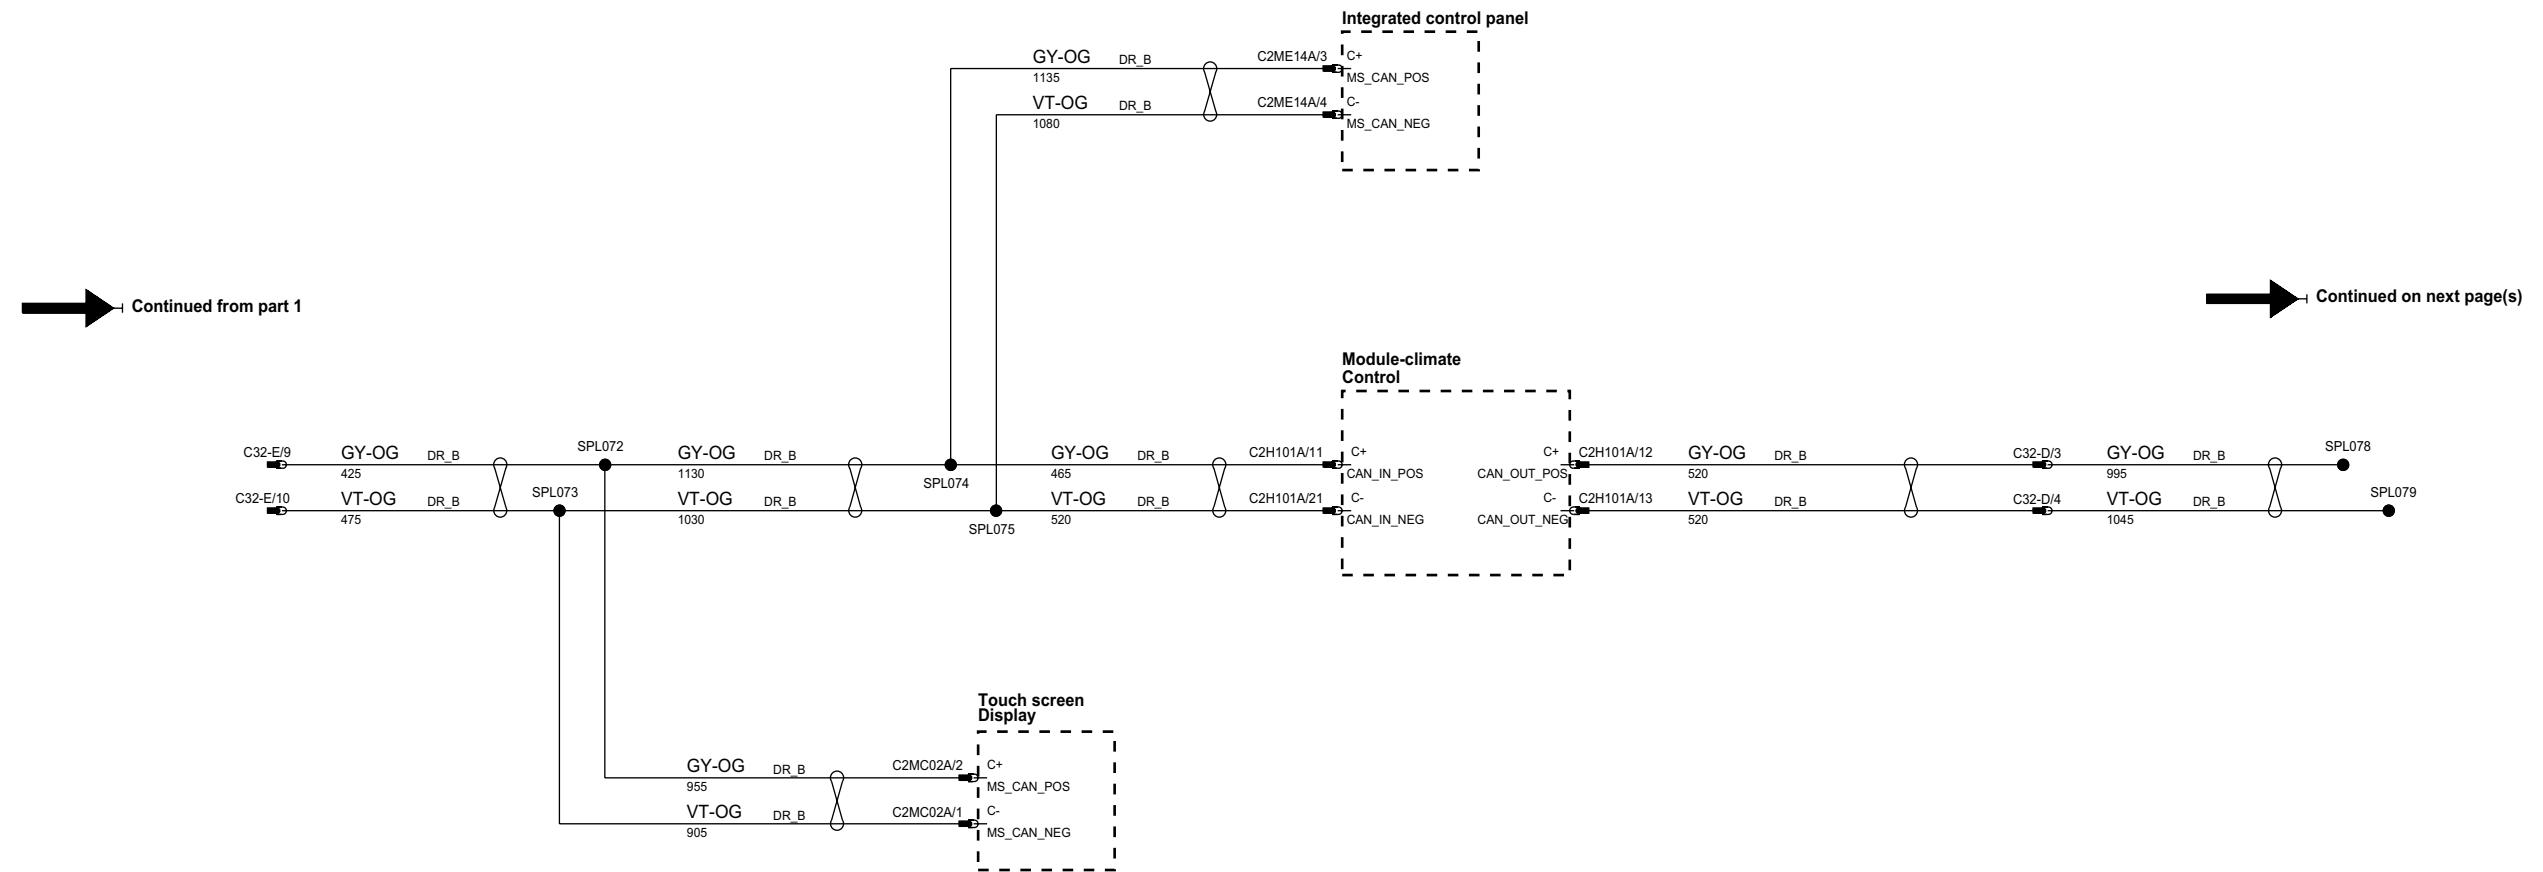 Integrated control panel
GY-OG DR_B C2ME14A/3 C+
1135 MS_CAN_POS
VT-OG DR_B C2ME14A/4 C-
1080 MS_CAN_NEG
Continued from part 1
Continued on next page(s)
Module-climate
Control
C32-E/9 GY-OG DR_B SPL072 GY-OG DR_B GY-OG DR_B C2H101A/11 C+ C+ C2H101A/12 GY-OG DR_B C32-D/3 GY-OG DR_B SPL078
425 1130 SPL074 465 CAN_IN_POS CAN_OUT_POS 520 995
C32-E/10 VT-OG DR_B SPL073 VT-OG DR_B VT-OG DR_B C2H101A/21 C- C- C2H101A/13 VT-OG DR_B C32-D/4 VT-OG DR_B SPL079
475 1030 SPL075 520 CAN_IN_NEG CAN_OUT_NEG 520 1045
Touch screen
Display
GY-OG DR_B C2MC02A/2 C+
955 MS_CAN_POS
VT-OG DR_B C2MC02A/1 C-
905 MS_CAN_NEG